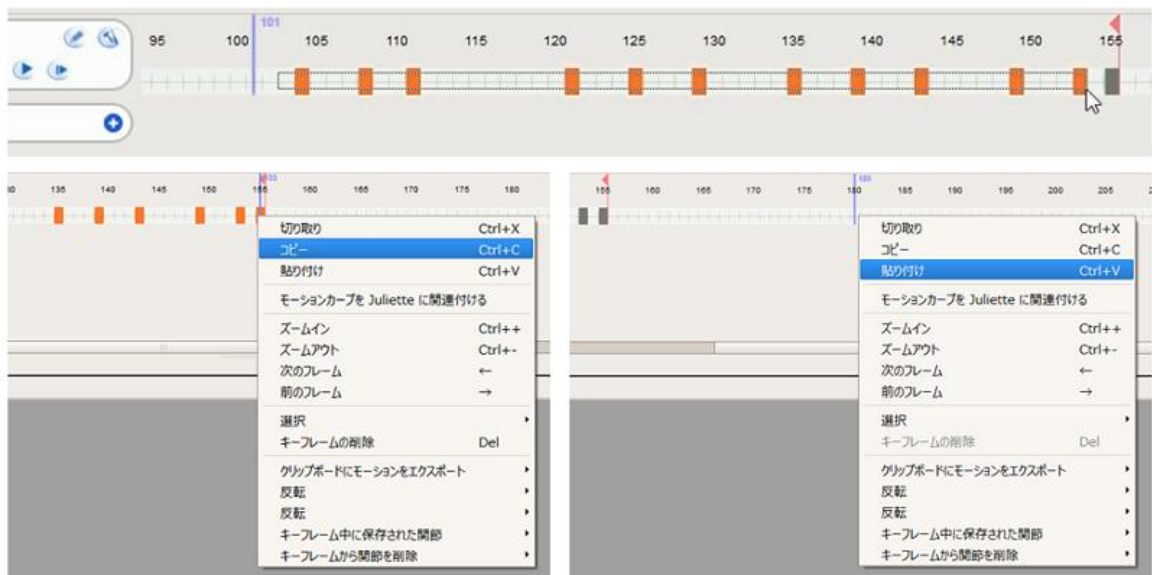 101
95 100 105 110 115 120 125 130 135 140 145 150 155
135 140 145 150 155 160 165 170 175 180
切り取り Ctrl+X
コピー Ctrl+C
貼り付け Ctrl+V
モーションカーブを Juliette に関連付ける
ズームイン Ctrl++
ズームアウト Ctrl+-
次のフレーム ←
前のフレーム →
選択
キーフレームの削除 Del
クリップボードにモーションをエクスポート
反転
反転
キーフレーム中に保存された関節
キーフレームから関節を削除
180
155 160 165 170 175 180 185 190 195 200 205
切り取り Ctrl+X
コピー Ctrl+C
貼り付け Ctrl+V
モーションカーブを Juliette に関連付ける
ズームイン Ctrl++
ズームアウト Ctrl+-
次のフレーム ←
前のフレーム →
選択
キーフレームの削除 Del
クリップボードにモーションをエクスポート
反転
反転
キーフレーム中に保存された関節
キーフレームから関節を削除